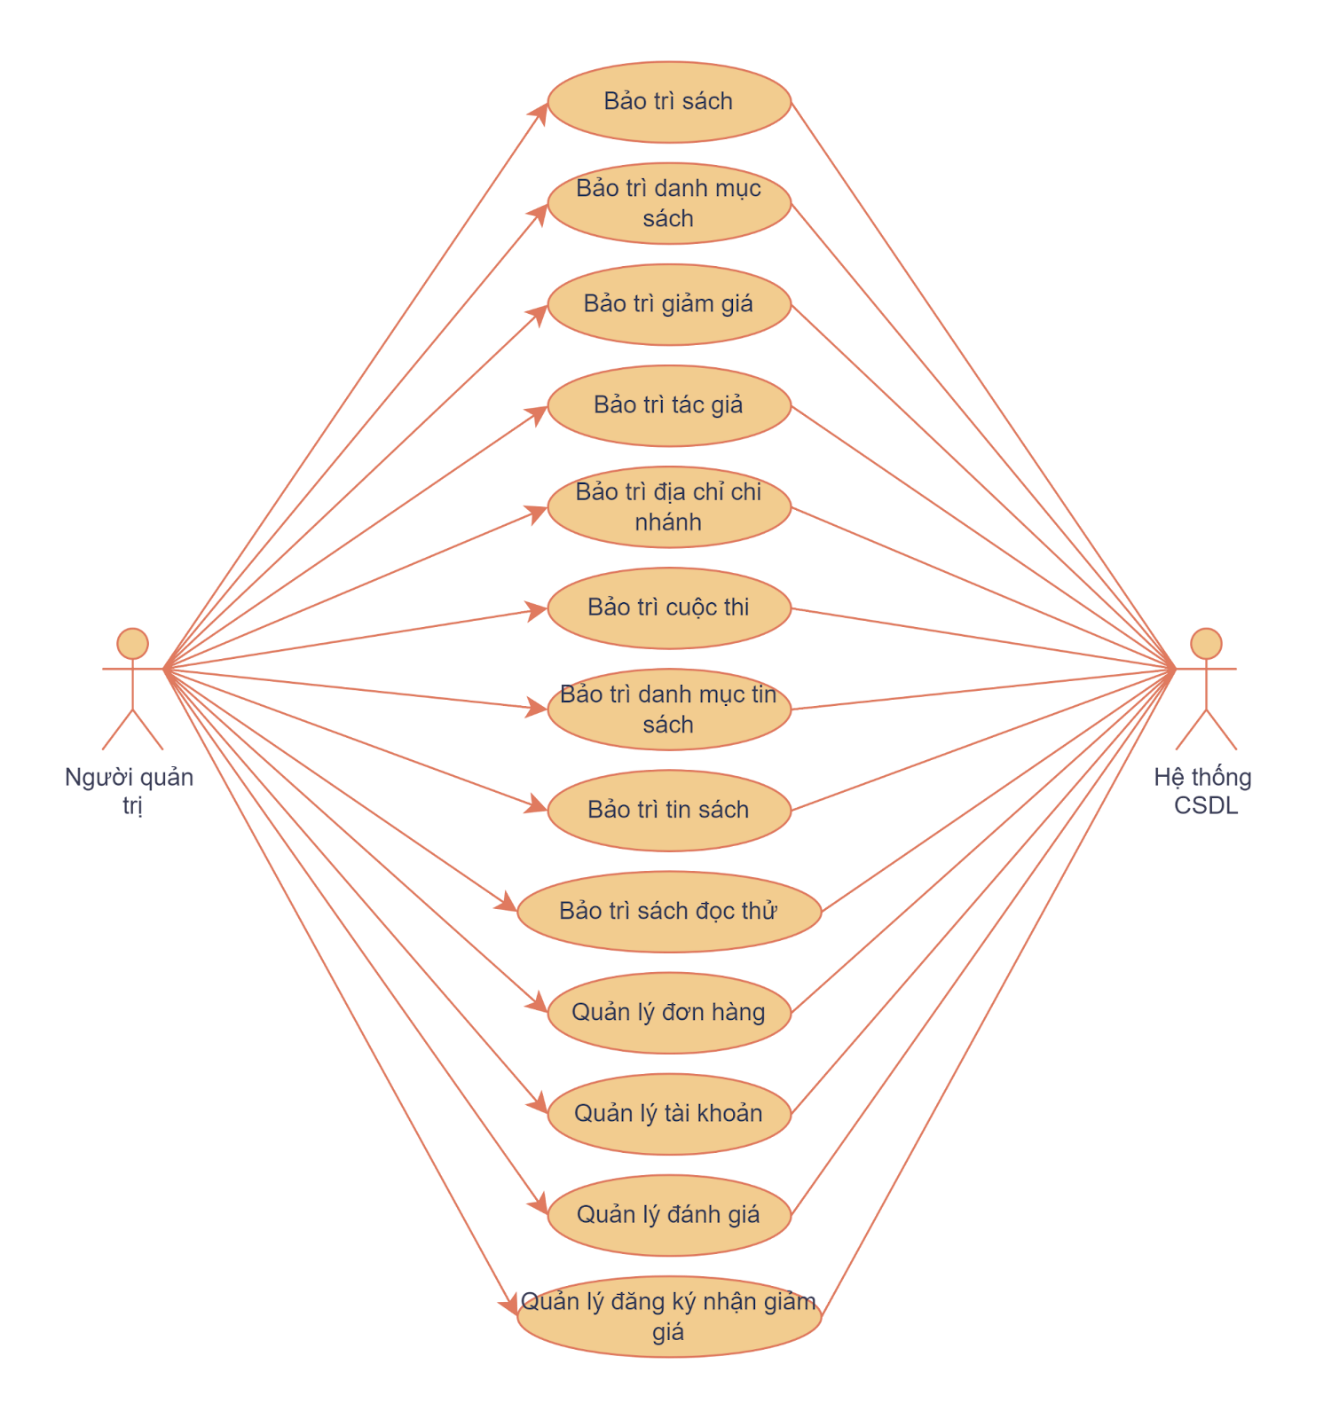 Bảo trì sách
Bảo trì danh mục
sách
Bảo trì giảm giá
Bảo trì tác giả
Bảo trì địa chỉ chi
nhánh
Bảo trì cuộc thi
Bảo trì danh mục tin
sách
Bảo trì tin sách
Bảo trì sách đọc thử
Quản lý đơn hàng
Quản lý tài khoản
Quản lý đánh giá
Quản lý đăng ký nhận giảm
giá
Người quản
trị
Hệ thống
CSDL